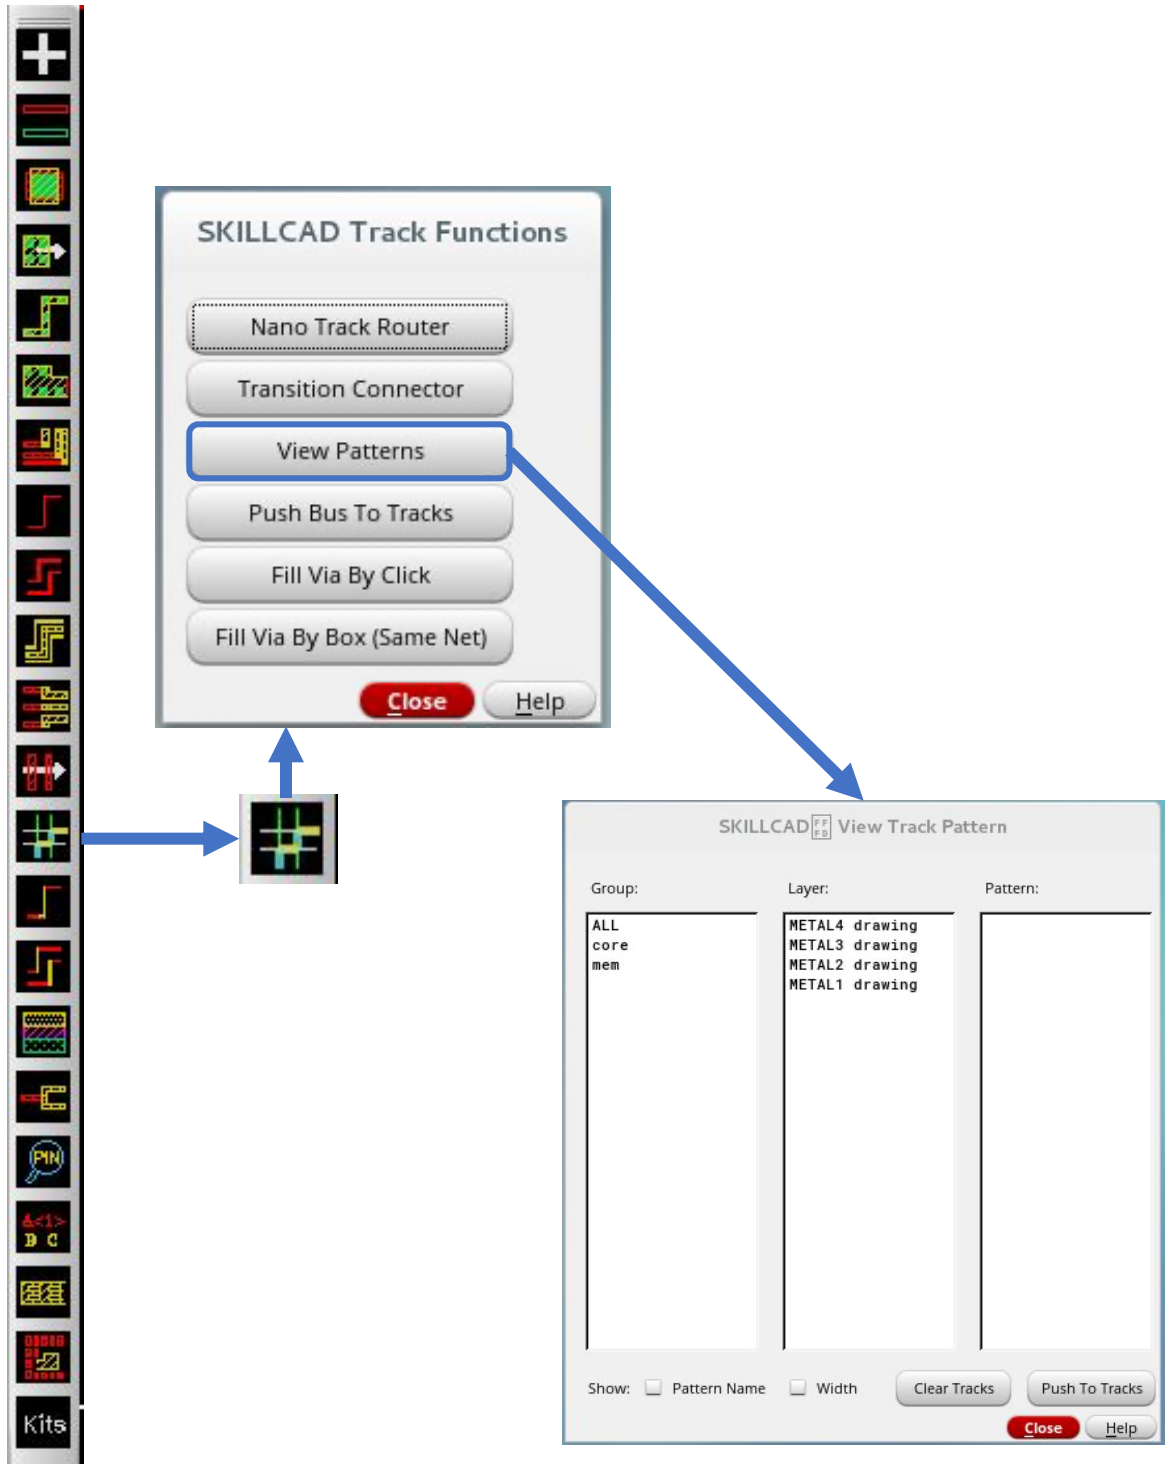 SKILLCAD Track Functions
Nano Track Router
Transition Connector
View Patterns
Push Bus To Tracks
Fill Via By Click
Fill Via By Box (Same Net)
Close Help
SKILLCAD View Track Pattern
Group: Layer: Pattern:
ALL METAL4 drawing
core METAL3 drawing
mem METAL2 drawing
METAL1 drawing
Show: Pattern Name Width Clear Tracks Push To Tracks
Close Help
PIN
A<1>
B C
Kits